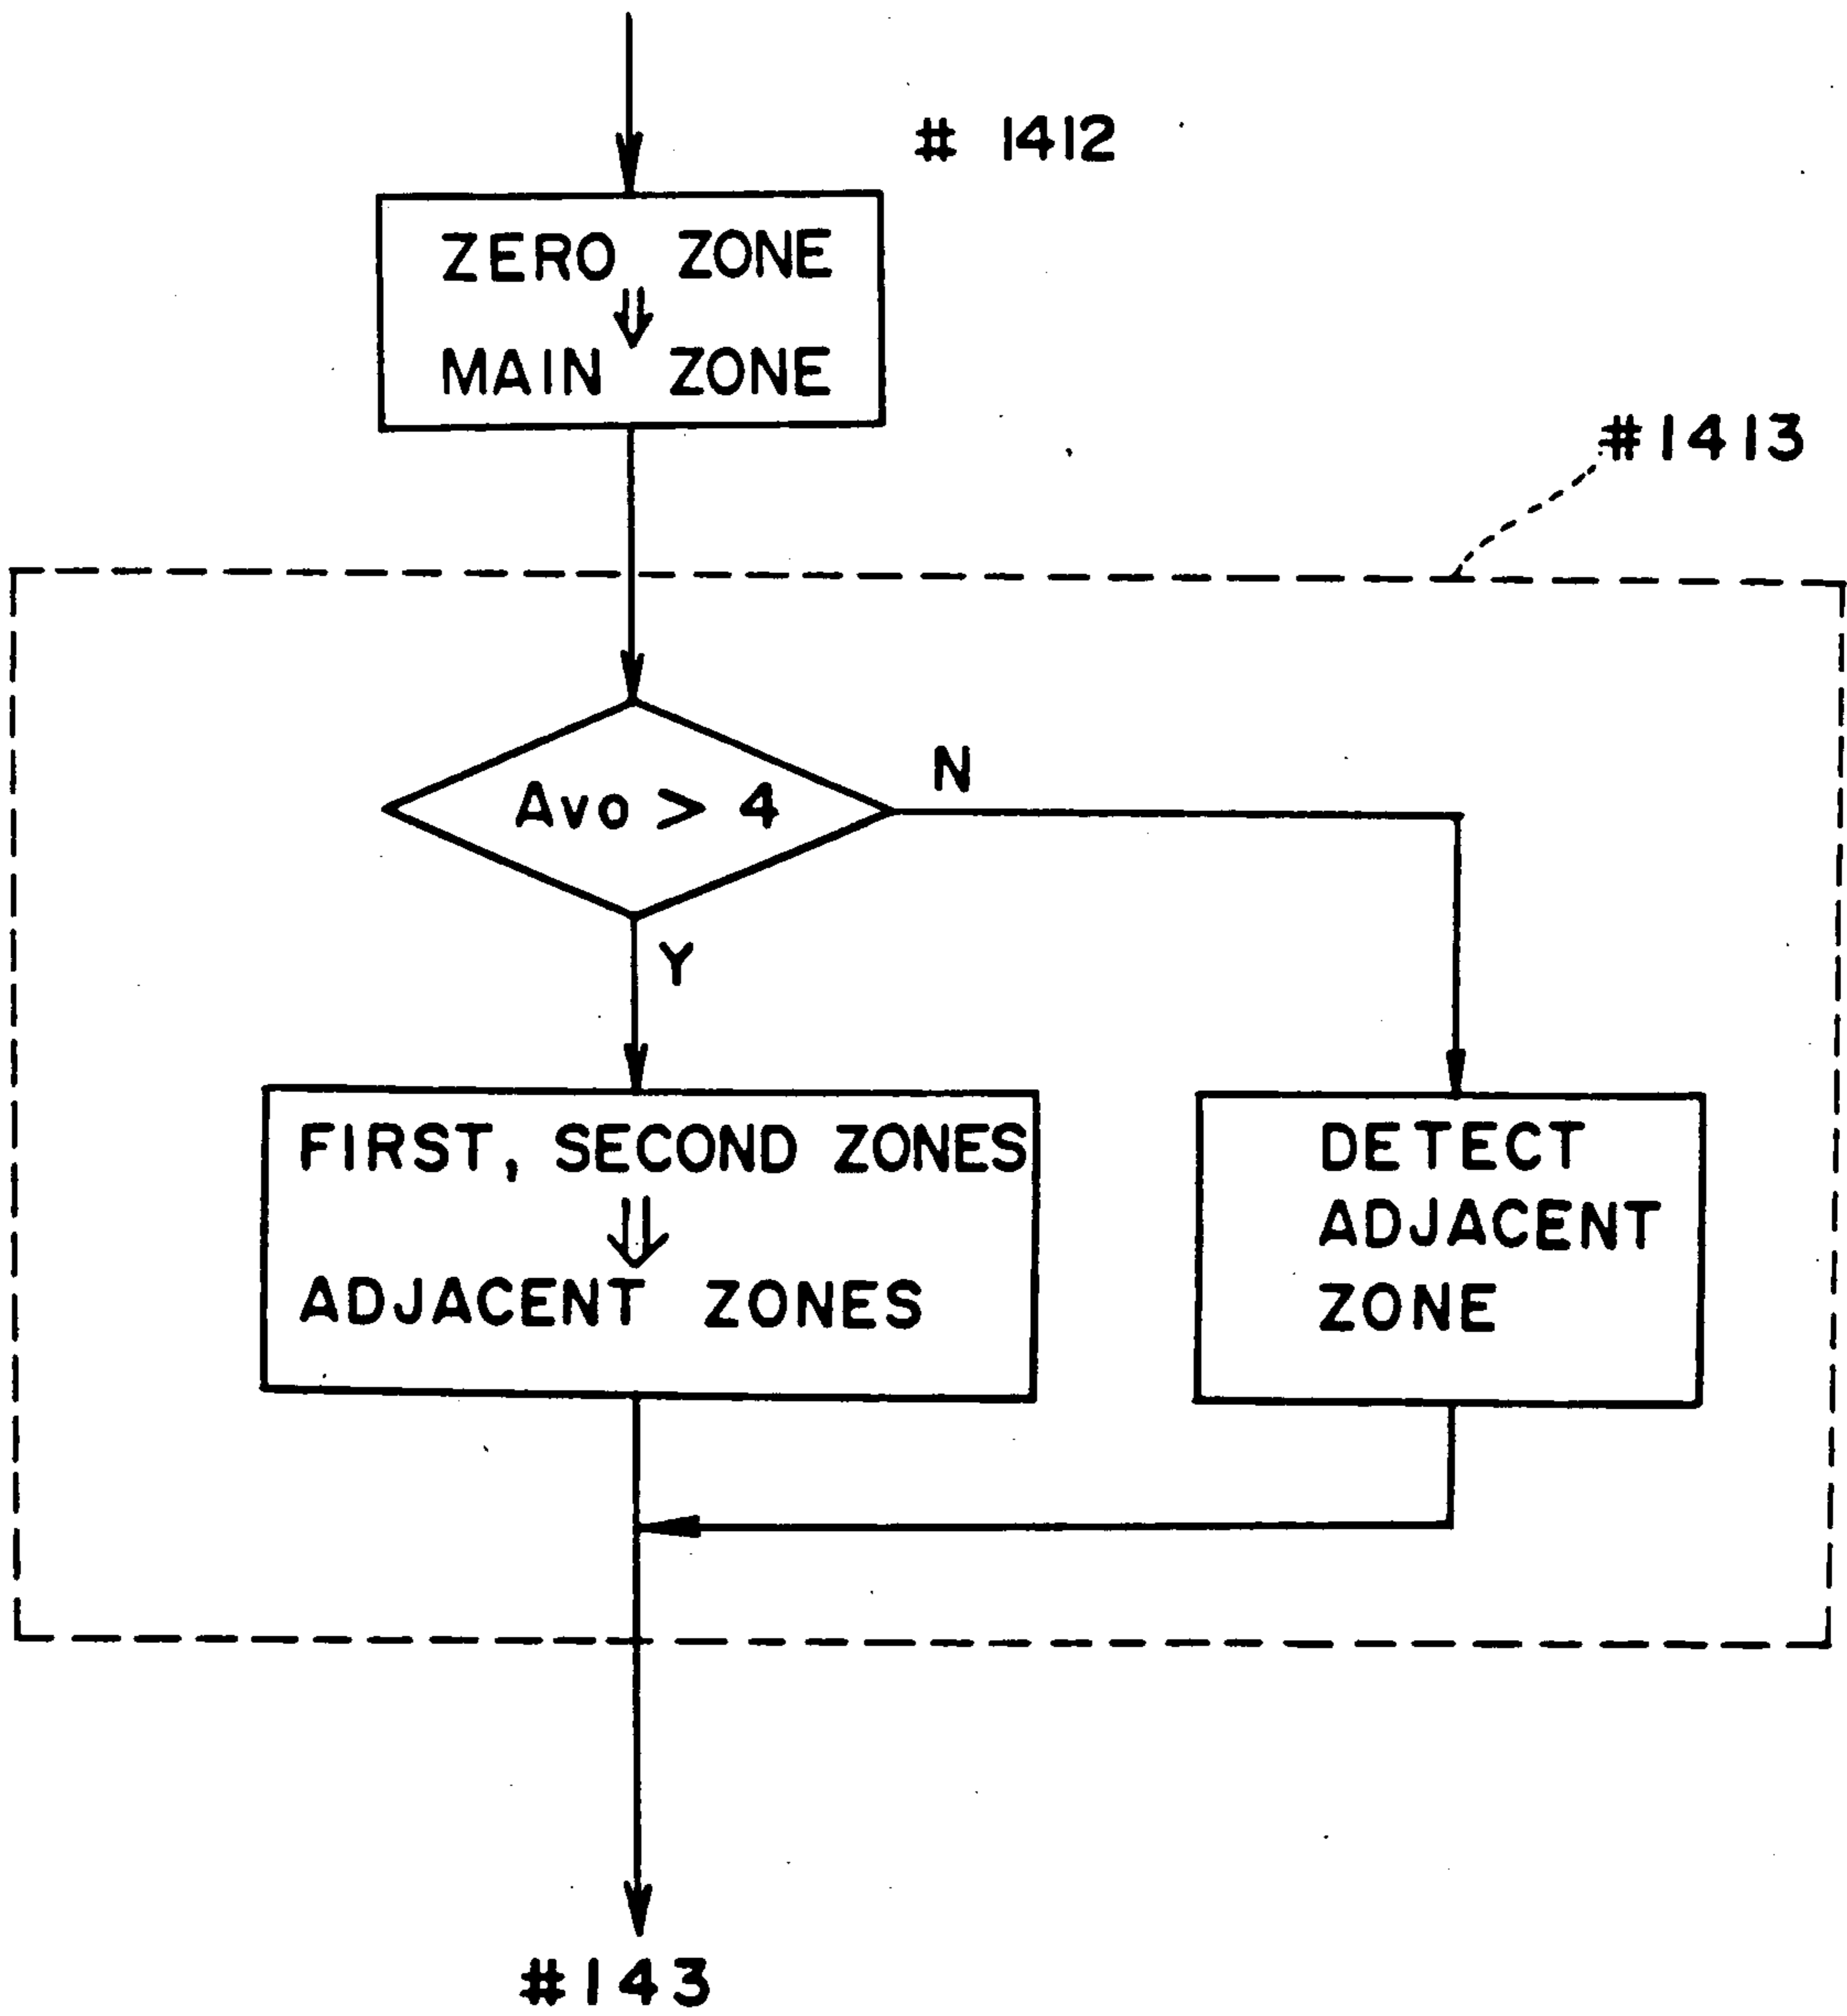 # 1412
ZERO ZONE
⇓
MAIN ZONE
#1413
Avo > 4
N
Y
FIRST, SECOND ZONES
⇓
ADJACENT ZONES
DETECT
ADJACENT
ZONE
#143